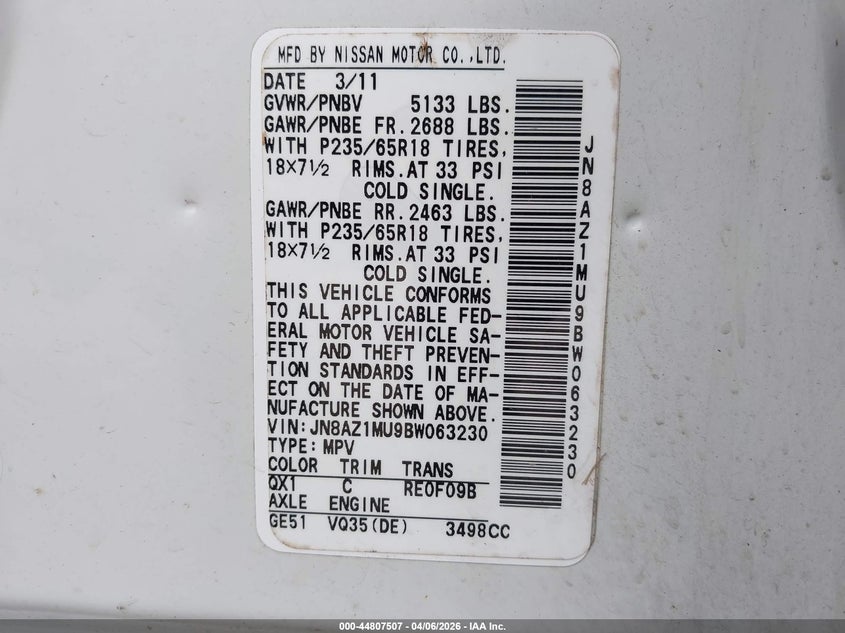 MFD BY NISSAN MOTOR CO.,LTD.
DATE 3/11
GVWR/PNBV 5133 LBS.
GAWR/PNBE FR. 2688 LBS.
WITH P235/65R18 TIRES,
18×7½ RIMS. AT 33 PSI
COLD SINGLE.
GAWR/PNBE RR. 2463 LBS.
WITH P235/65R18 TIRES,
18×7½ RIMS. AT 33 PSI
COLD SINGLE.
THIS VEHICLE CONFORMS
TO ALL APPLICABLE FED-
ERAL MOTOR VEHICLE SA-
FETY AND THEFT PREVEN-
TION STANDARDS IN EFF-
ECT ON THE DATE OF MA-
NUFACTURE SHOWN ABOVE.
VIN:JN8AZ1MU9BW063230
TYPE:MPV
COLOR TRIM TRANS
QX1 C RE0F09B
AXLE ENGINE
GE51 VQ35(DE) 3498CC
JN8AZ1MU9BW063230
000-44807507 - 04/06/2026 - IAA Inc.